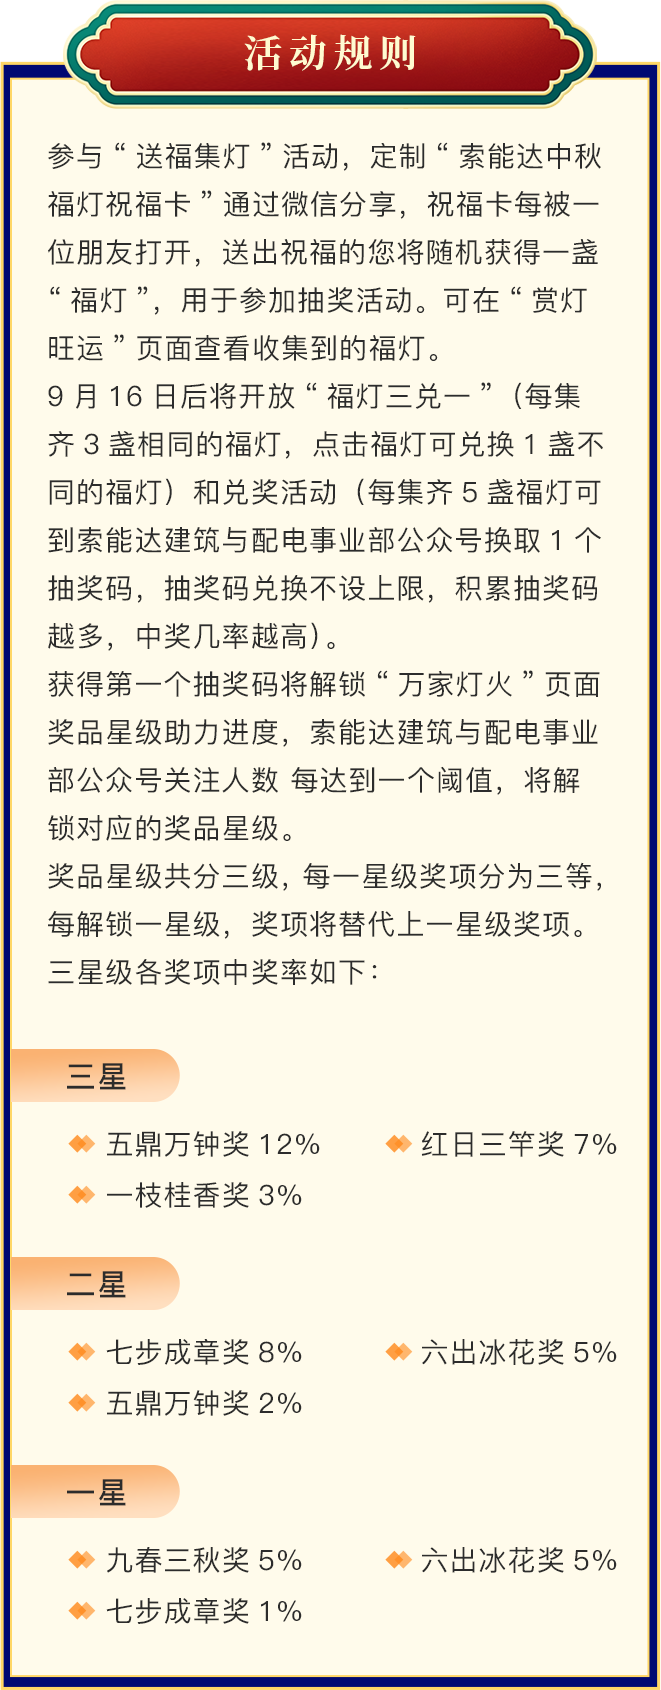 活动规则
参与“送福集灯”活动，定制“索能达中秋
福灯祝福卡”通过微信分享，祝福卡每被一
位朋友打开，送出祝福的您将随机获得一盏
“福灯”，用于参加抽奖活动。可在“赏灯
旺运”页面查看收集到的福灯。
9 月 16 日后将开放“福灯三兑一”（每集
齐 3 盏相同的福灯，点击福灯可兑换 1 盏不
同的福灯）和兑奖活动（每集齐 5 盏福灯可
到索能达建筑与配电事业部公众号换取 1 个
抽奖码，抽奖码兑换不设上限，积累抽奖码
越多，中奖几率越高）。
获得第一个抽奖码将解锁“万家灯火”页面
奖品星级助力进度，索能达建筑与配电事业
部公众号关注人数 每达到一个阈值，将解
锁对应的奖品星级。
奖品星级共分三级，每一星级奖项分为三等，
每解锁一星级，奖项将替代上一星级奖项。
三星级各奖项中奖率如下：
三星
五鼎万钟奖 12% 红日三竿奖 7%
一枝桂香奖 3%
二星
七步成章奖 8% 六出冰花奖 5%
五鼎万钟奖 2%
一星
九春三秋奖 5% 六出冰花奖 5%
七步成章奖 1%